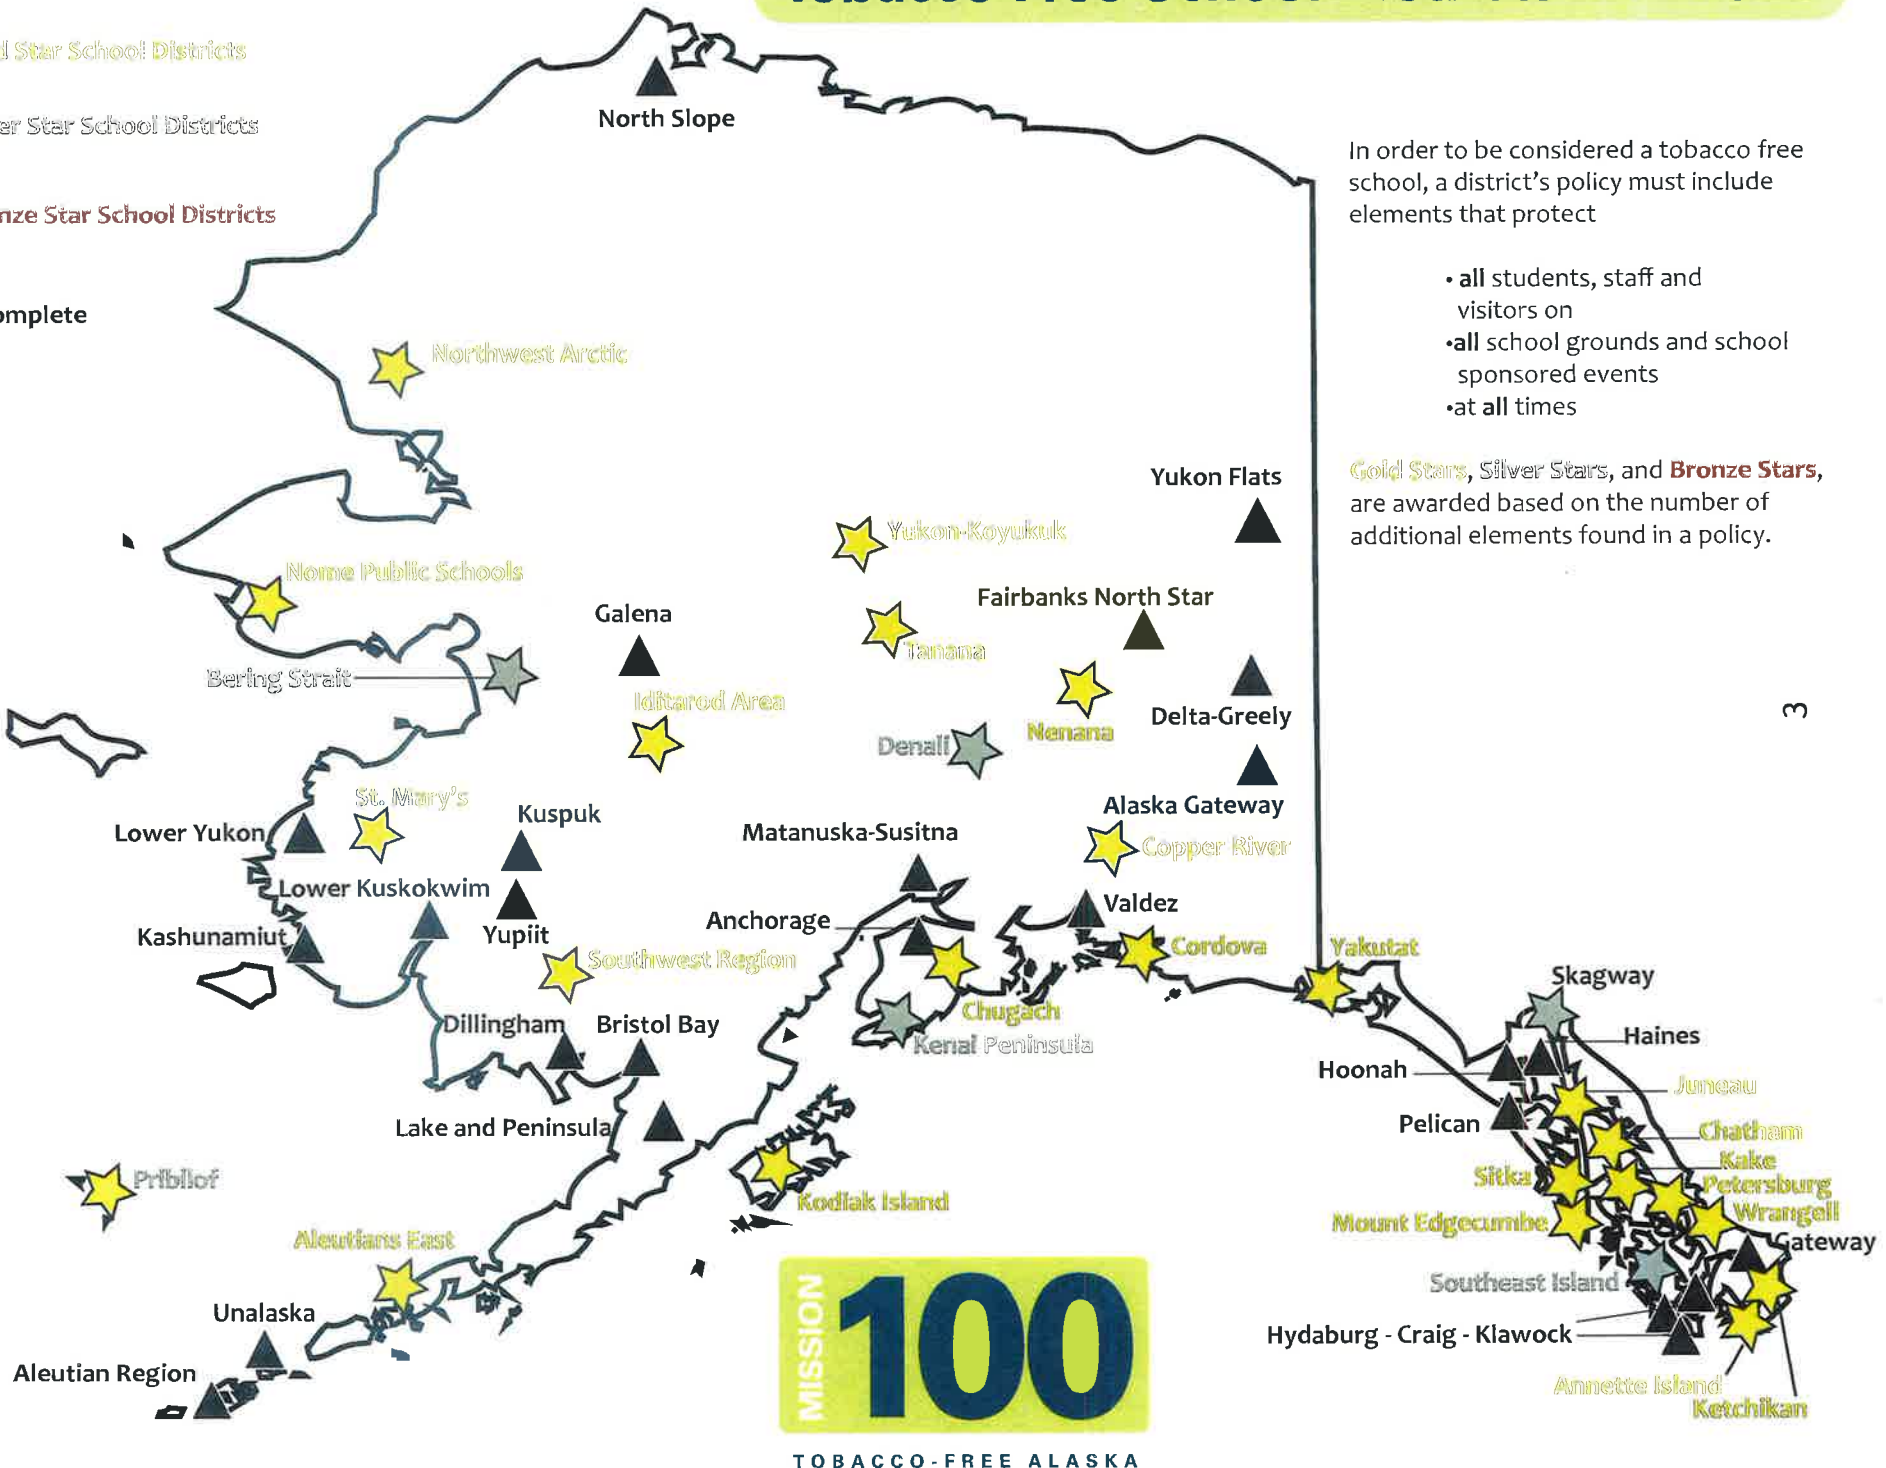 Tobacco Free School
Star School Districts
Star School Districts
Star School Districts
North Slope
In order to be considered a tobacco free
school, a district's policy must include
elements that protect
• all students, staff and
visitors on
•all school grounds and school
sponsored events
•at all times
Gold Stars, Silver Stars, and Bronze Stars,
are awarded based on the number of
additional elements found in a policy.
Northwest Arctic
Yukon Flats
Yukon-Koyukuk
Nome Public Schools
Fairbanks North Star
Galena
Tanana
Bering Strait
Iditarod Area
Delta-Greely
3
Nenana
Denali
St. Mary's
Kuspuk
Alaska Gateway
Lower Yukon
Matanuska-Susitna
Copper River
Lower Kuskokwim
Valdez
Anchorage
Kashunamiut
Yupiit
Southwest Region
Cordova
Yakutat
Skagway
Chugach
Dillingham
Bristol Bay
Kenai Peninsula
Haines
Hoonah
Juneau
Lake and Peninsula
Pelican
Chatham
Kake
Sitka
Pribilof
Petersburg
Kodiak Island
Wrangell
Mount Edgecumbe
Aleutians East
Gateway
Southeast Island
Unalaska
Hydaburg - Craig - Klawock
Aleutian Region
Annette Island
Ketchikan
MISSION
100
TOBACCO-FREE ALASKA